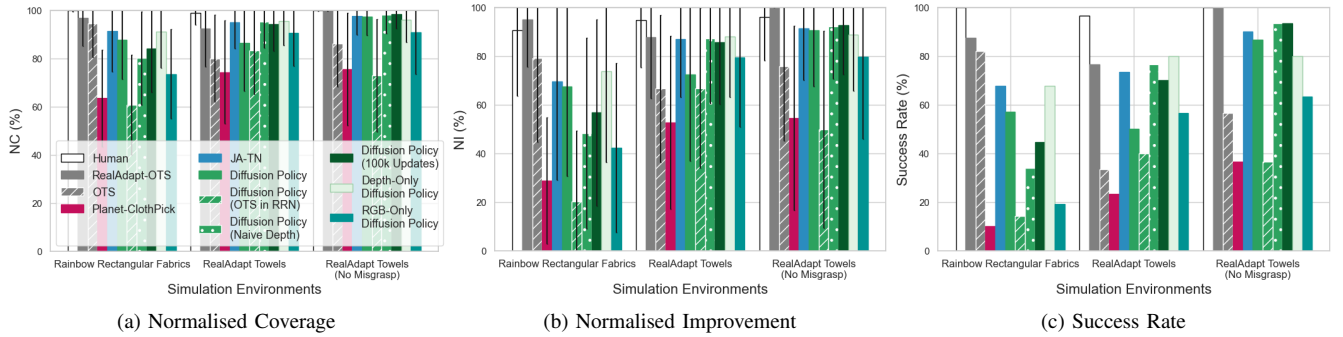 100
80
60
40
20
0
NC (%)
Human
RealAdapt-OTS
OTS
Planet-ClothPick
JA-TN
Diffusion Policy
Diffusion Policy
(OTS in RRN)
Diffusion Policy
(Naive Depth)
Diffusion Policy
(100k Updates)
Depth-Only
Diffusion Policy
RGB-Only
Diffusion Policy
Rainbow Rectangular Fabrics
RealAdapt Towels
RealAdapt Towels
(No Misgrasp)
Simulation Environments
(a) Normalised Coverage
100
80
60
40
20
0
NI (%)
Rainbow Rectangular Fabrics
RealAdapt Towels
RealAdapt Towels
(No Misgrasp)
Simulation Environments
(b) Normalised Improvement
100
80
60
40
20
0
Success Rate (%)
Rainbow Rectangular Fabrics
RealAdapt Towels
RealAdapt Towels
(No Misgrasp)
Simulation Environments
(c) Success Rate